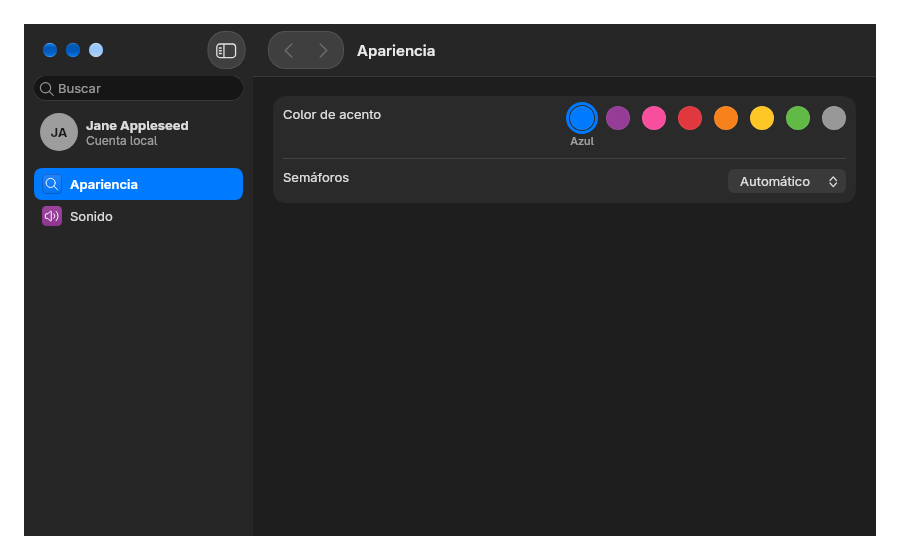 Apariencia
Buscar
JA
Jane Appleseed
Cuenta local
Apariencia
Sonido
Color de acento
Azul
Semáforos
Automático